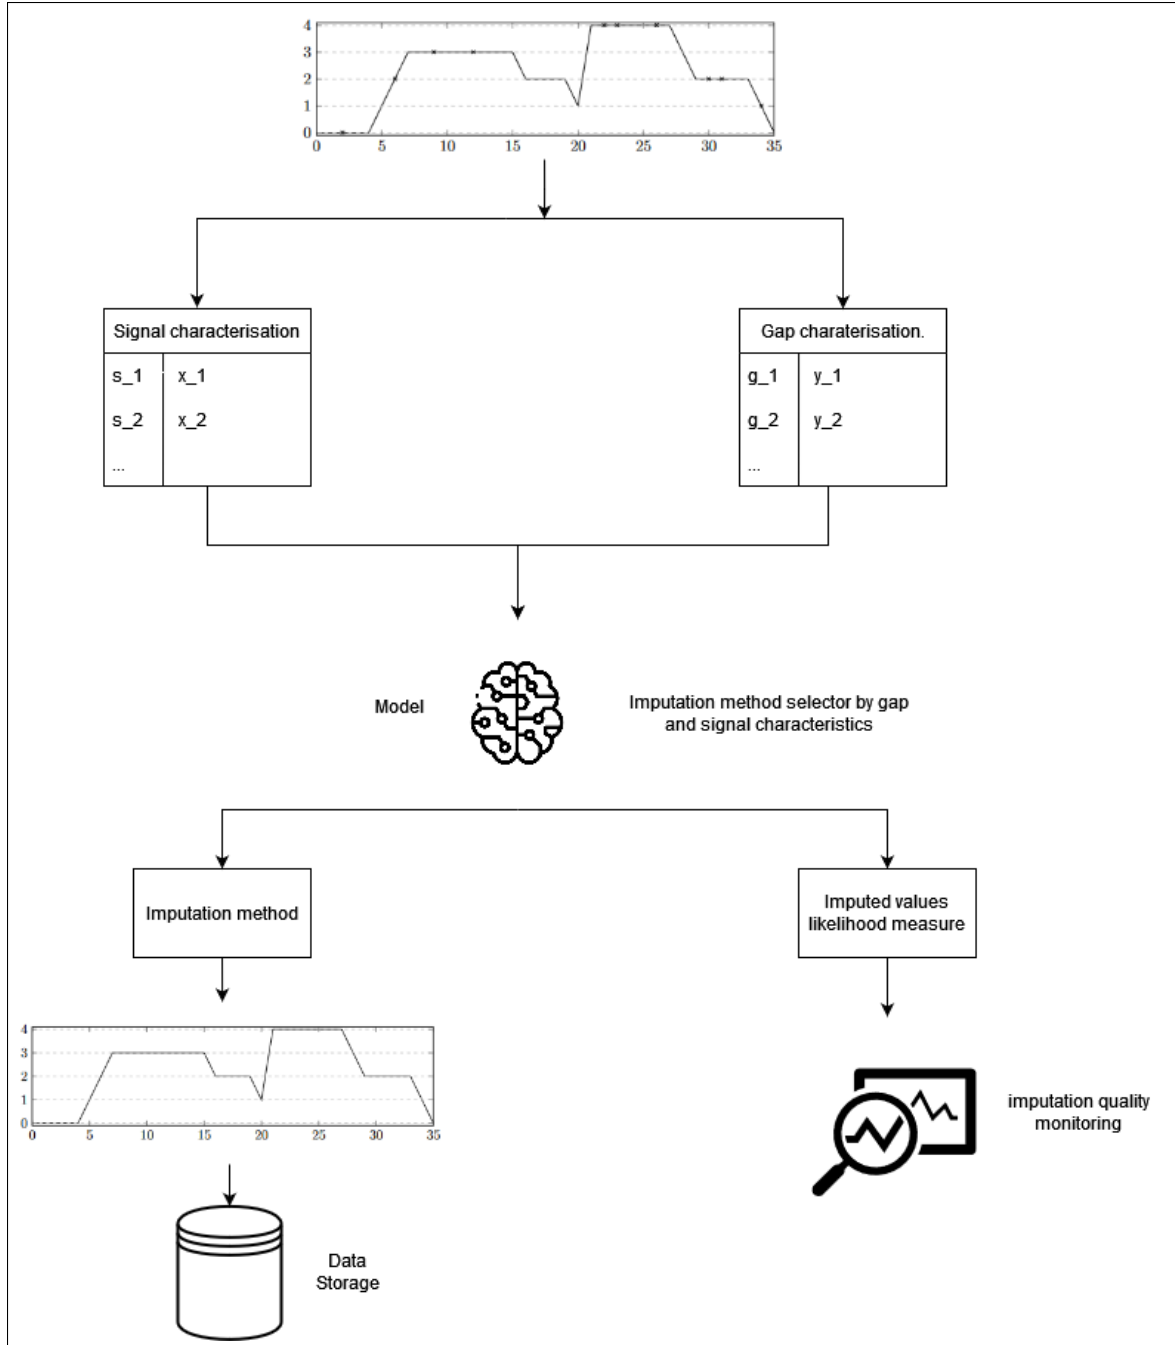 4
3
2
1
0
0 5 10 15 20 25 30 35
Signal characterisation
s_1 x_1
s_2 x_2
...
Gap charaterisation.
g_1 y_1
g_2 y_2
...
Model
Imputation method selector by gap
and signal characteristics
Imputation method
Imputed values
likelihood measure
4
3
2
1
0
0 5 10 15 20 25 30 35
imputation quality
monitoring
Data
Storage